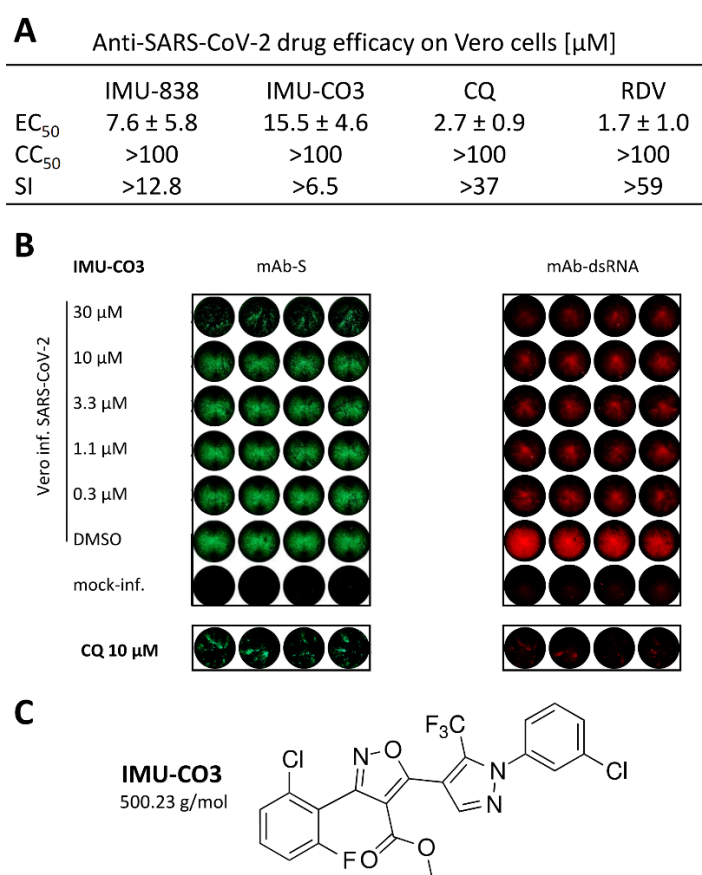 A
Anti-SARS-CoV-2 drug efficacy on Vero cells [µM]
IMU-838 IMU-CO3 CQ RDV
EC50 7.6 ± 5.8 15.5 ± 4.6 2.7 ± 0.9 1.7 ± 1.0
CC50 >100 >100 >100 >100
SI >12.8 >6.5 >37 >59
B
IMU-CO3 mAb-S mAb-dsRNA
Vero inf. SARS-CoV-2
30 µM
10 µM
3.3 µM
1.1 µM
0.3 µM
DMSO
mock-inf.
CQ 10 µM
C
IMU-CO3
500.23 g/mol
Cl
N
O
F3C
N
N
Cl
F
O
O